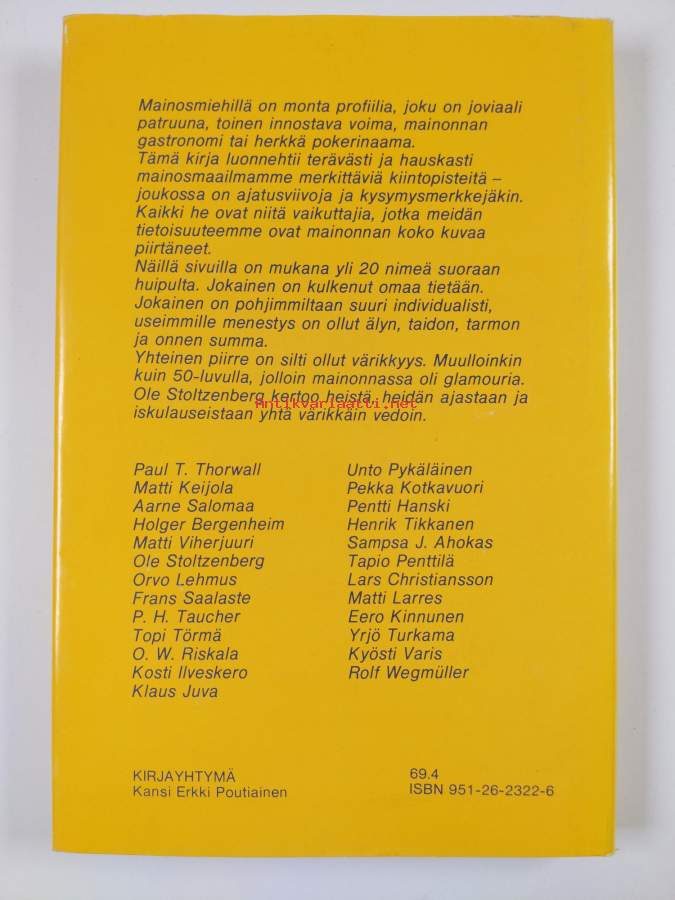 Mainosmiehillä on monta profiilia, joku on joviaali
patruuna, toinen innostava voima, mainonnan
gastronomi tai herkkä pokerinaama.
Tämä kirja luonnehtii terävästi ja hauskasti
mainosmaailmamme merkittäviä kiintopisteitä –
joukossa on ajatusviivoja ja kysymysmerkkejäkin.
Kaikki he ovat niitä vaikuttajia, jotka meidän
tietoisuuteemme ovat mainonnan koko kuvaa
piirtäneet.
Näillä sivuilla on mukana yli 20 nimeä suoraan
huipulta. Jokainen on kulkenut omaa tietään.
Jokainen on pohjimmiltaan suuri individualisti,
useimmille menestys on ollut älyn, taidon, tarmon
ja onnen summa.
Yhteinen piirre on silti ollut värikkyys. Muulloinkin
kuin 50-luvulla, jolloin mainonnassa oli glamouria.
Ole Stoltzenberg kertoo heistä, heidän ajastaan ja
Antikvariaatti.net
iskulauseistaan yhtä värikkäin vedoin.
Paul T. Thorwall
Matti Keijola
Aarne Salomaa
Holger Bergenheim
Matti Viherjuuri
Ole Stoltzenberg
Orvo Lehmus
Frans Saalaste
P. H. Taucher
Topi Törmä
O. W. Riskala
Kosti Ilveskero
Klaus Juva
Unto Pykäläinen
Pekka Kotkavuori
Pentti Hanski
Henrik Tikkanen
Sampsa J. Ahokas
Tapio Penttilä
Lars Christiansson
Matti Larres
Eero Kinnunen
Yrjö Turkama
Kyösti Varis
Rolf Wegmüller
KIRJAYHTYMÄ
Kansi Erkki Poutiainen
69.4
ISBN 951-26-2322-6